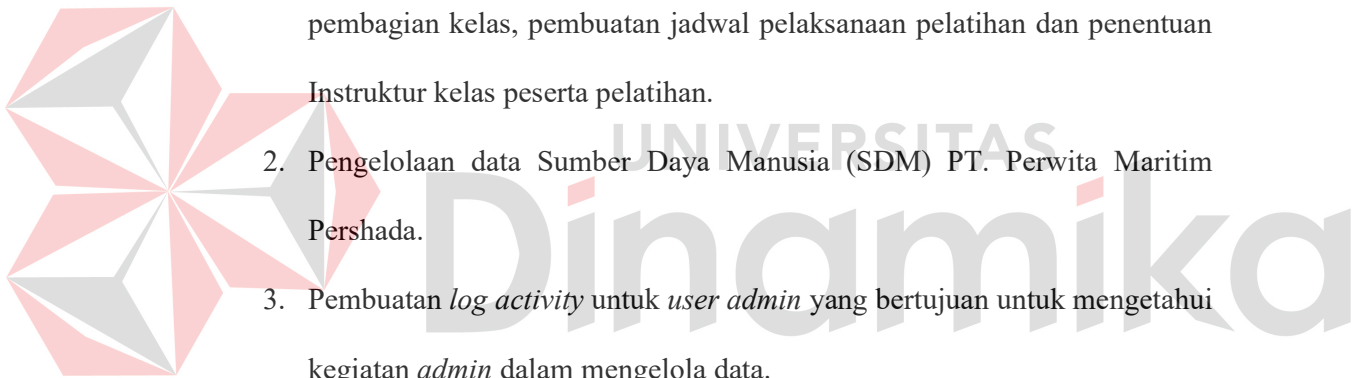 pembagian kelas, pembuatan jadwal pelaksanaan pelatihan dan penentuan
Instruktur kelas peserta pelatihan.
UNIVERSITAS
Dinamika
2. Pengelolaan data Sumber Daya Manusia (SDM) PT. Perwita Maritim
Pershada.
3. Pembuatan log activity untuk user admin yang bertujuan untuk mengetahui
kegiatan admin dalam mengelola data.